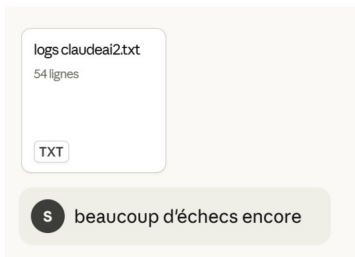 logs claudeai2.txt
54 lignes
TXT
S
beaucoup d'échecs encore